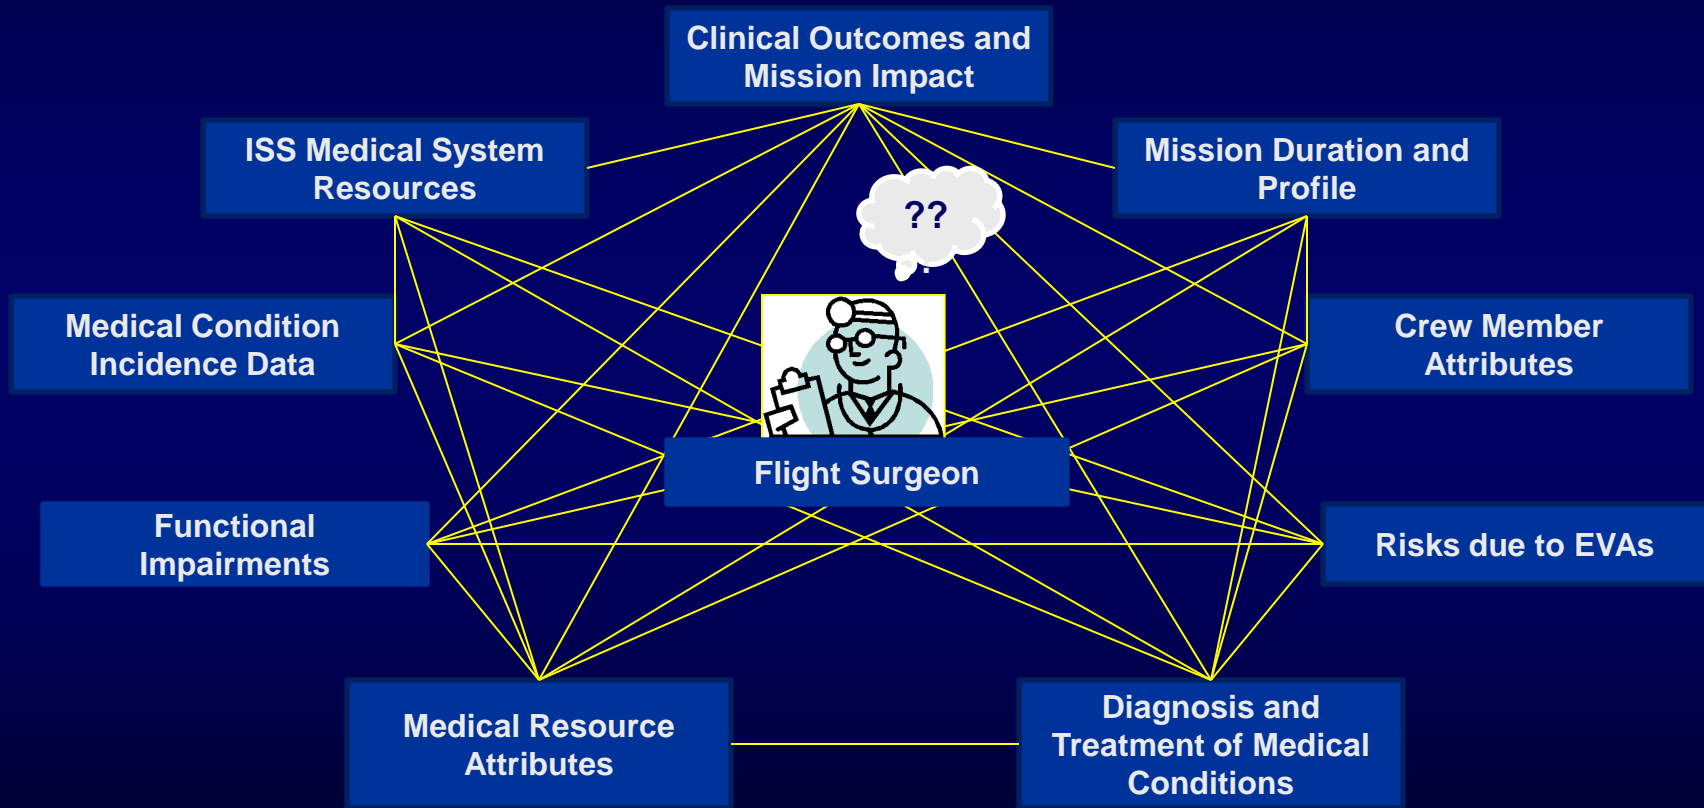 Clinical Outcomes and
Mission Impact
ISS Medical System
Resources
Mission Duration and
Profile
??
Medical Condition
Incidence Data
Crew Member
Attributes
Flight Surgeon
Functional
Impairments
Risks due to EVAs
Medical Resource
Attributes
Diagnosis and
Treatment of Medical
Conditions